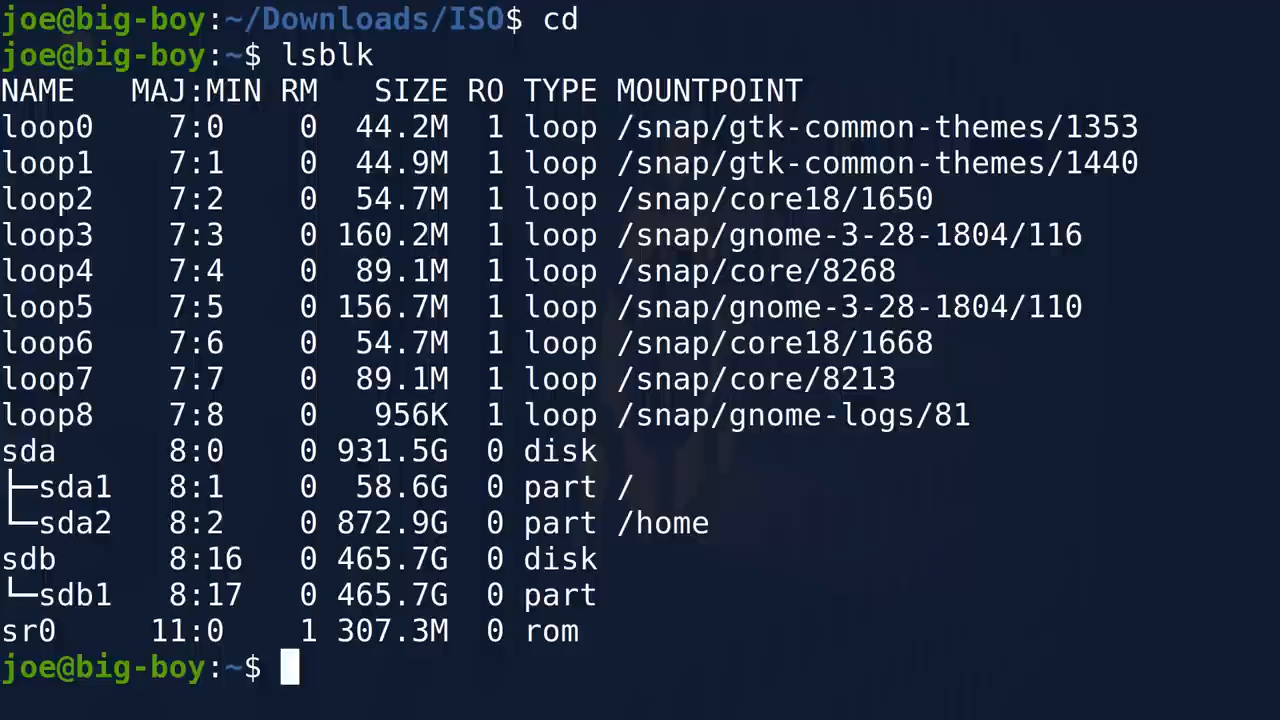 joe@big-boy:~/Downloads/ISO$ cd
joe@big-boy:~$ lsblk
NAME   MAJ:MIN RM   SIZE RO TYPE MOUNTPOINT
loop0    7:0    0  44.2M  1 loop /snap/gtk-common-themes/1353
loop1    7:1    0  44.9M  1 loop /snap/gtk-common-themes/1440
loop2    7:2    0  54.7M  1 loop /snap/core18/1650
loop3    7:3    0 160.2M  1 loop /snap/gnome-3-28-1804/116
loop4    7:4    0  89.1M  1 loop /snap/core/8268
loop5    7:5    0 156.7M  1 loop /snap/gnome-3-28-1804/110
loop6    7:6    0  54.7M  1 loop /snap/core18/1668
loop7    7:7    0  89.1M  1 loop /snap/core/8213
loop8    7:8    0   956K  1 loop /snap/gnome-logs/81
sda      8:0    0 931.5G  0 disk
├─sda1   8:1    0  58.6G  0 part /
└─sda2   8:2    0 872.9G  0 part /home
sdb      8:16   0 465.7G  0 disk
└─sdb1   8:17   0 465.7G  0 part
sr0     11:0    1 307.3M  0 rom
joe@big-boy:~$